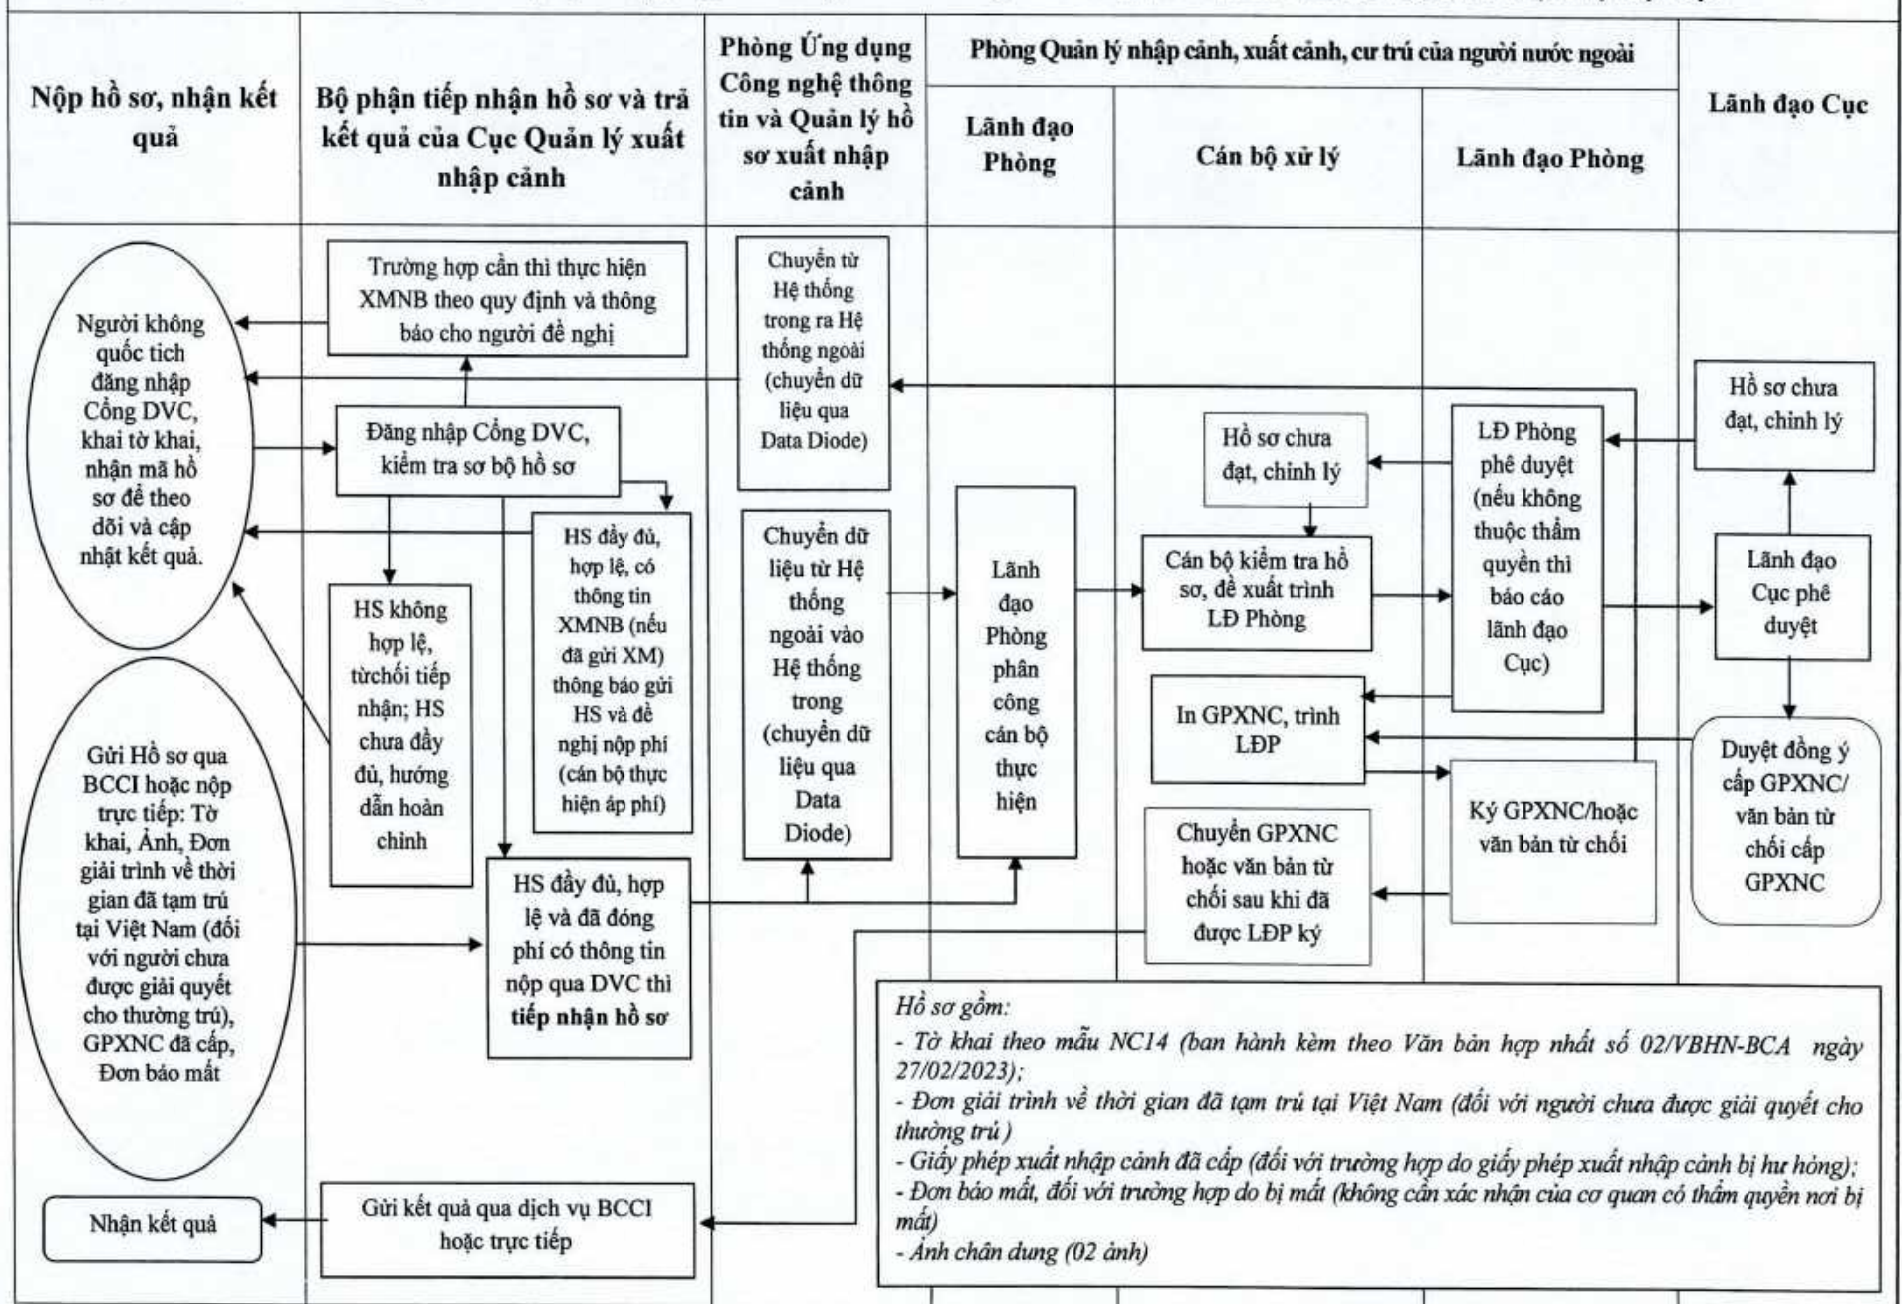 Nộp hồ sơ, nhận kết
quả
Bộ phận tiếp nhận hồ sơ và trả
kết quả của Cục Quản lý xuất
nhập cảnh
Phòng Ứng dụng
Công nghệ thông
tin và Quản lý hồ
sơ xuất nhập
cảnh
Phòng Quản lý nhập cảnh, xuất cảnh, cư trú của người nước ngoài
Lãnh đạo
Phòng
Cán bộ xử lý
Lãnh đạo Phòng
Lãnh đạo Cục
Người không
quốc tich
đăng nhập
Cổng DVC,
khai tờ khai,
nhận mã hồ
sơ để theo
dõi và cập
nhật kết quả.
Trường hợp cần thì thực hiện
XMNB theo quy định và thông
báo cho người đề nghị
Đăng nhập Cổng DVC,
kiểm tra sơ bộ hồ sơ
HS không
hợp lệ,
từchối tiếp
nhận; HS
chưa đầy
đủ, hướng
dẫn hoàn
chỉnh
HS đầy đủ,
hợp lệ, có
thông tin
XMNB (nếu
đã gửi XM)
thông báo gửi
HS và đề
nghị nộp phí
(cán bộ thực
hiện áp phí)
Gửi Hồ sơ qua
BCCI hoặc nộp
trực tiếp: Tờ
khai, Ảnh, Đơn
giải trình về thời
gian đã tạm trú
tại Việt Nam (đối
với người chưa
được giải quyết
cho thường trú),
GPXNC đã cấp,
Đơn báo mất
HS đầy đủ, hợp
lệ và đã đóng
phí có thông tin
nộp qua DVC thì
tiếp nhận hồ sơ
Chuyển từ
Hệ thống
trong ra Hệ
thống ngoài
(chuyển dữ
liệu qua
Data Diode)
Chuyển dữ
liệu từ Hệ
thống
ngoài vào
Hệ thống
trong
(chuyển dữ
liệu qua
Data
Diode)
Lãnh
đạo
Phòng
phân
công
cán bộ
thực
hiện
Hồ sơ chưa
đạt, chỉnh lý
Cán bộ kiểm tra hồ
sơ, đề xuất trình
LĐ Phòng
In GPXNC, trình
LĐP
Chuyển GPXNC
hoặc văn bản từ
chối sau khi đã
được LĐP ký
LĐ Phòng
phê duyệt
(nếu không
thuộc thẩm
quyền thì
báo cáo
lãnh đạo
Cục)
Ký GPXNC/hoặc
văn bản từ chối
Hồ sơ chưa
đạt, chỉnh lý
Lãnh đạo
Cục phê
duyệt
Duyệt đồng ý
cấp GPXNC/
văn bản từ
chối cấp
GPXNC
Hồ sơ gồm:
- Tờ khai theo mẫu NC14 (ban hành kèm theo Văn bản hợp nhất số 02/VBHN-BCA ngày
27/02/2023);
- Đơn giải trình về thời gian đã tạm trú tại Việt Nam (đối với người chưa được giải quyết cho
thường trú )
- Giấy phép xuất nhập cảnh đã cấp (đối với trường hợp do giấy phép xuất nhập cảnh bị hư hỏng);
- Đơn báo mất, đối với trường hợp do bị mất (không cần xác nhận của cơ quan có thẩm quyền nơi bị
mất)
- Ảnh chân dung (02 ảnh)
Gửi kết quả qua dịch vụ BCCI
hoặc trực tiếp
Nhận kết quả